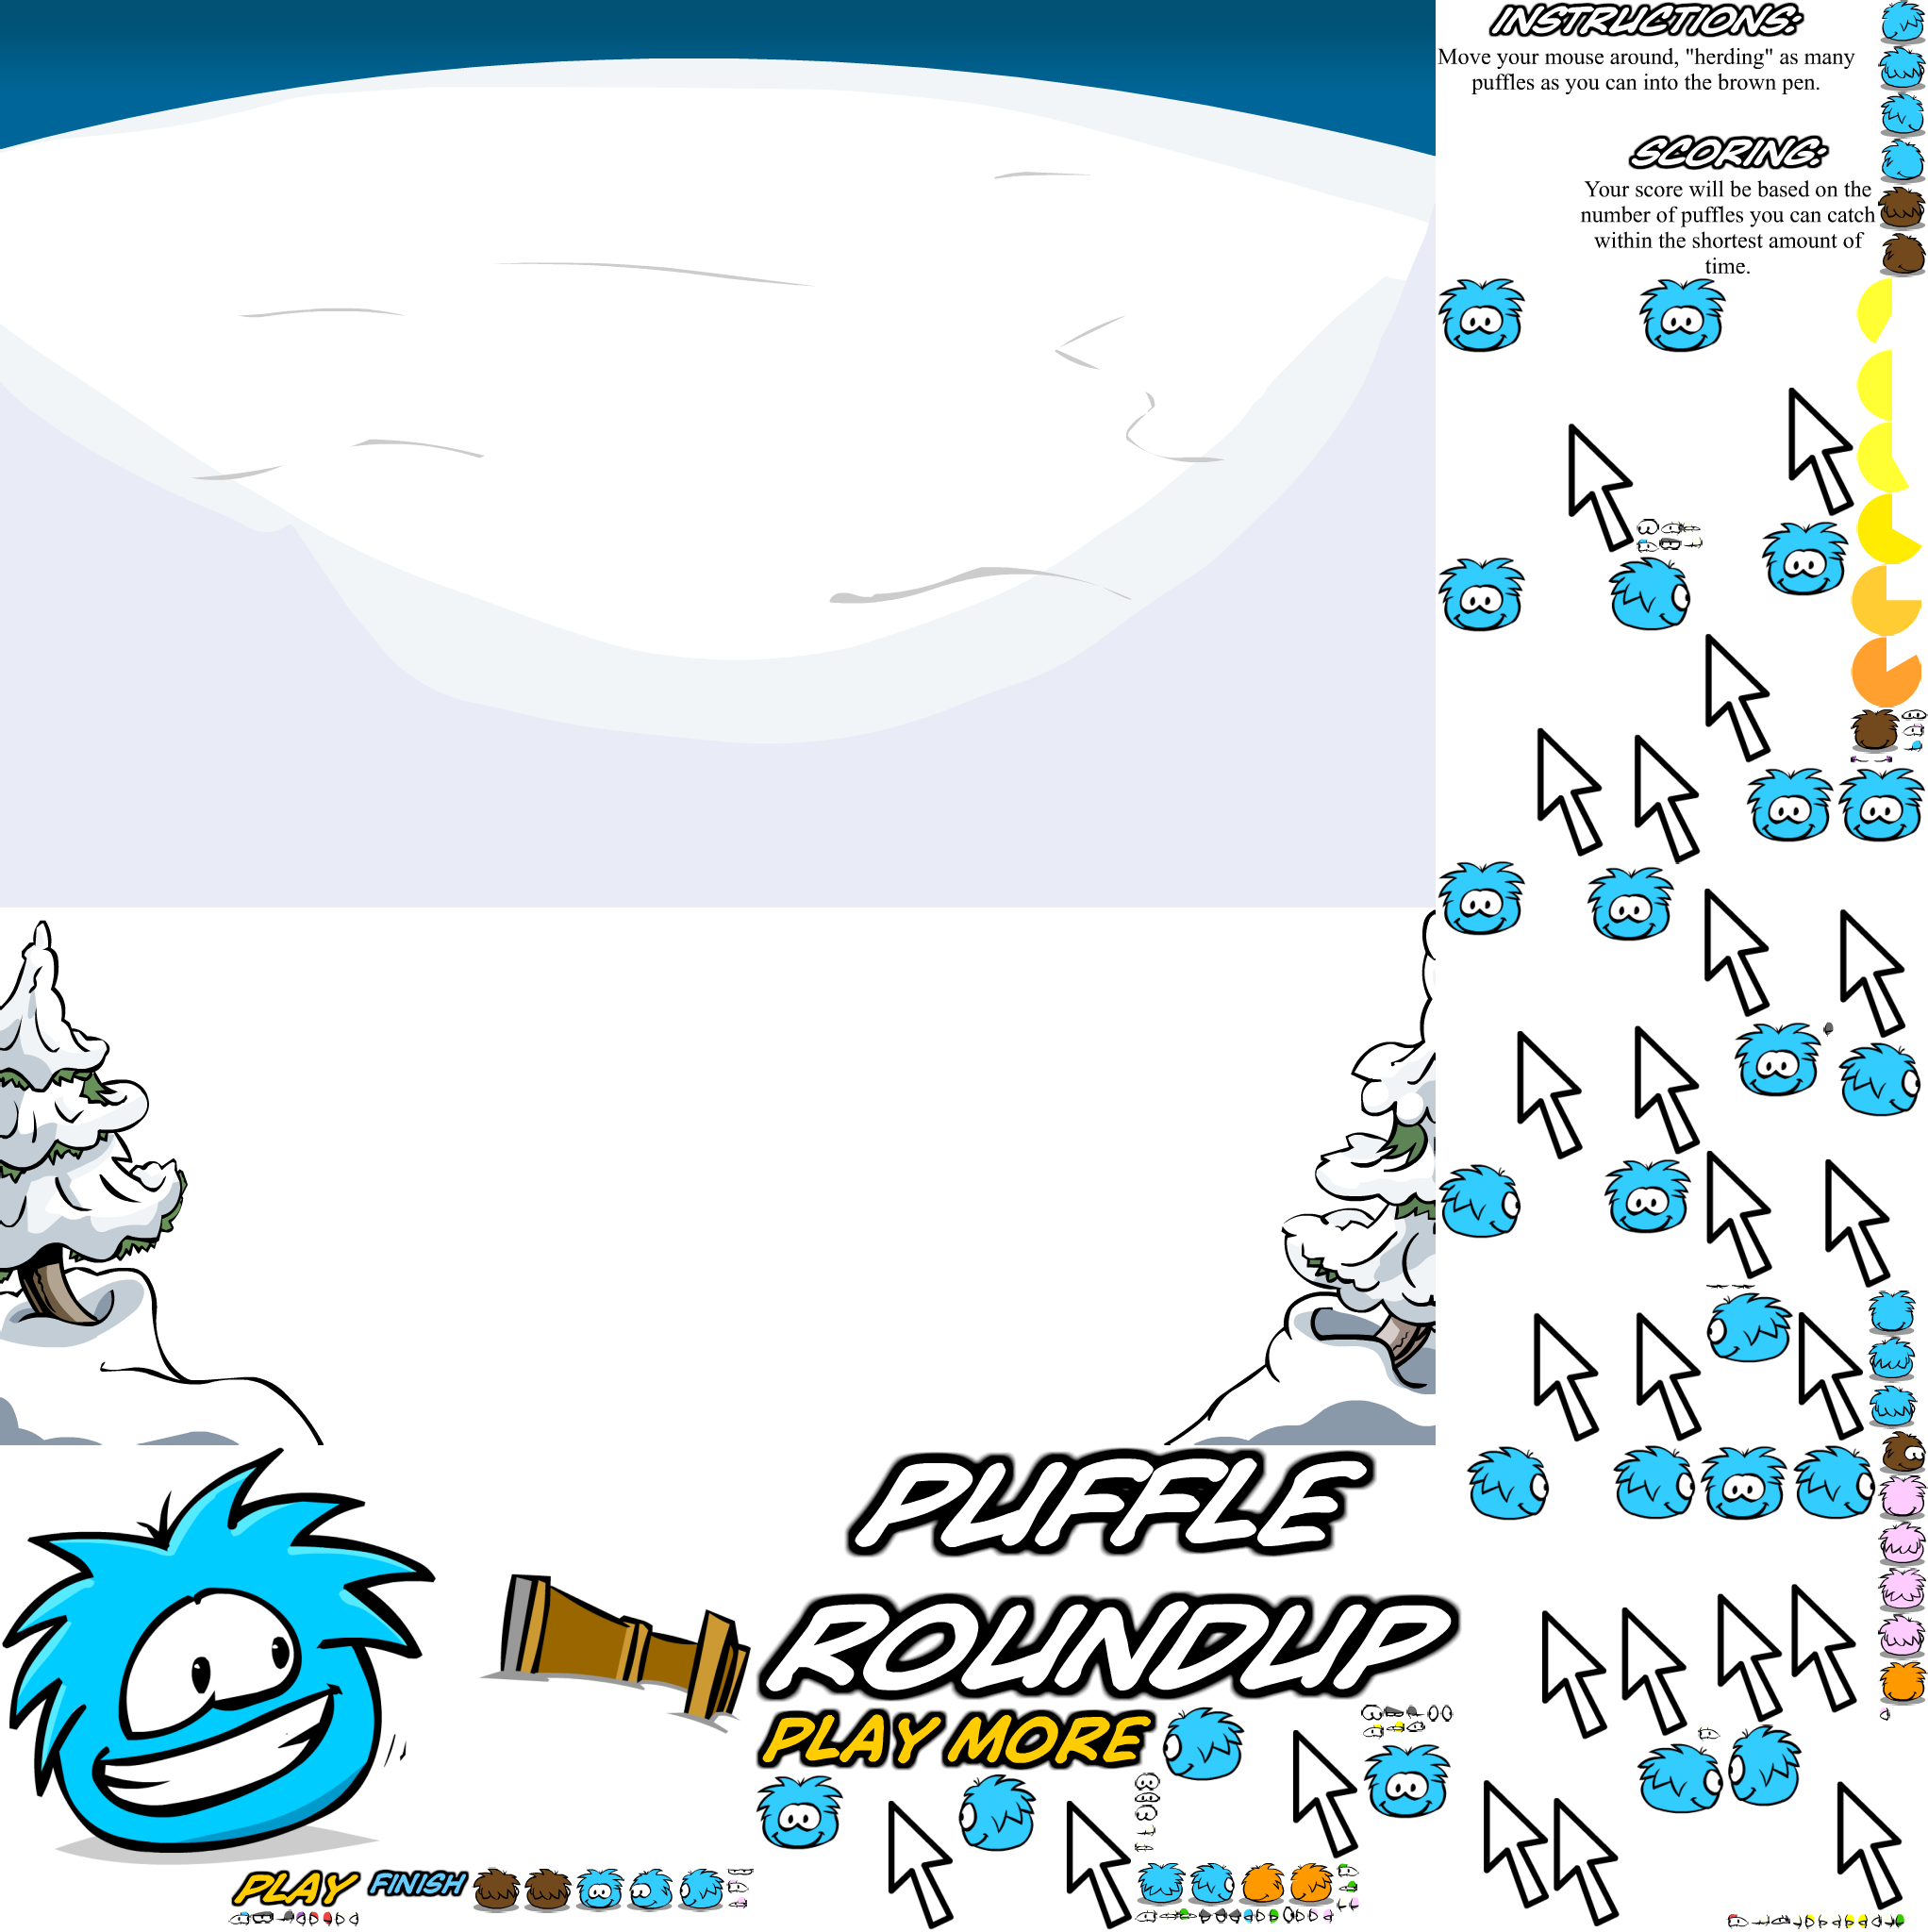 INSTRUCTIONS:
Move your mouse around, "herding" as many
puffles as you can into the brown pen.
SCORING:
Your score will be based on the
number of puffles you can catch
within the shortest amount of
time.
PUFFLE
ROUNDUP
PLAY MORE
PLAY
FINISH